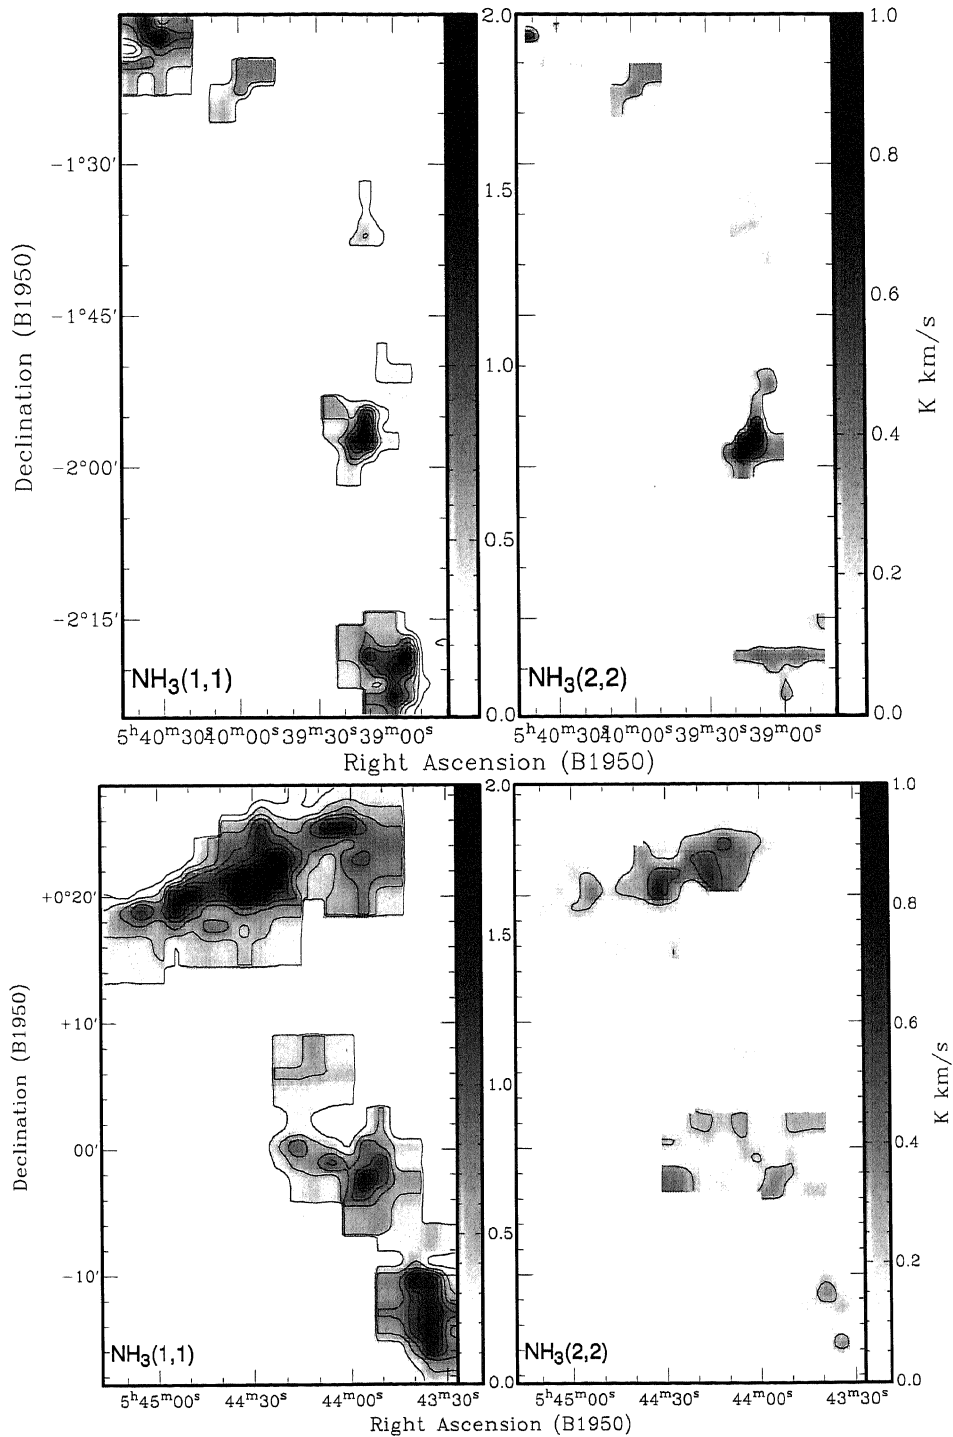 2.0
1.0
−1°30′
0.8
1.5
−1°45′
0.6
Declination (B1950)
1.0
K km/s
0.4
−2°00′
0.5
0.2
−2°15′
NH3(1,1)
NH3(2,2)
0.0
0.0
5h40m30s 40m00s 39m30s 39m00s
5h40m30s 40m00s 39m30s 39m00s
Right Ascension (B1950)
2.0
1.0
+0°20′
0.8
1.5
+10′
0.6
Declination (B1950)
1.0
K km/s
00′
0.4
0.5
0.2
−10′
NH3(1,1)
NH3(2,2)
0.0
0.0
5h45m00s 44m30s 44m00s 43m30s
5h45m00s 44m30s 44m00s 43m30s
Right Ascension (B1950)